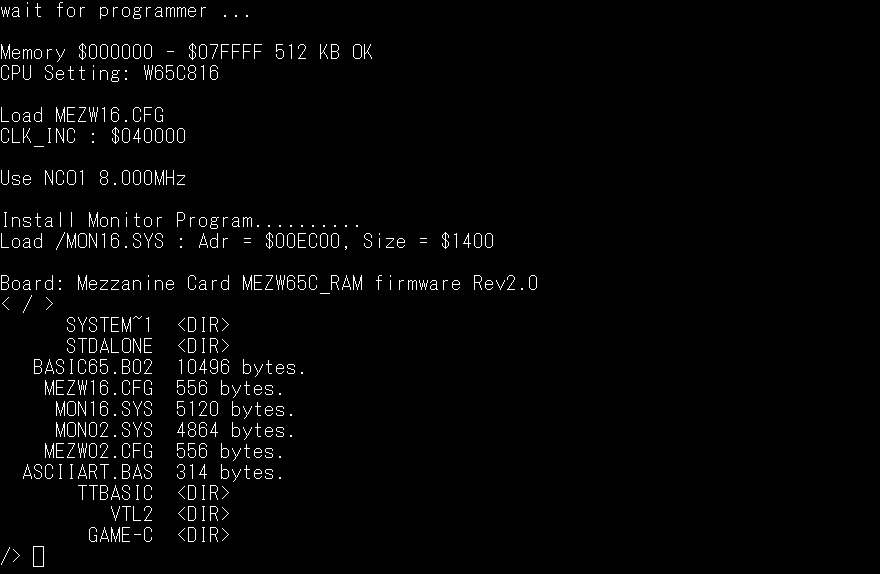 wait for programmer ...
Memory $000000 - $07FFFF 512 KB OK
CPU Setting: W65C816
Load MEZW16.CFG
CLK_INC : $040000
Use NCO1 8.000MHz
Install Monitor Program..........
Load /MON16.SYS : Adr = $00EC00, Size = $1400
Board: Mezzanine Card MEZW65C_RAM firmware Rev2.0
< / >
SYSTEM~1 <DIR>
STDALONE <DIR>
BASIC65.B02 10496 bytes.
MEZW16.CFG 556 bytes.
MON16.SYS 5120 bytes.
MON02.SYS 4864 bytes.
MEZW02.CFG 556 bytes.
ASCIIART.BAS 314 bytes.
TTBASIC <DIR>
VTL2 <DIR>
GAME-C <DIR>
/>